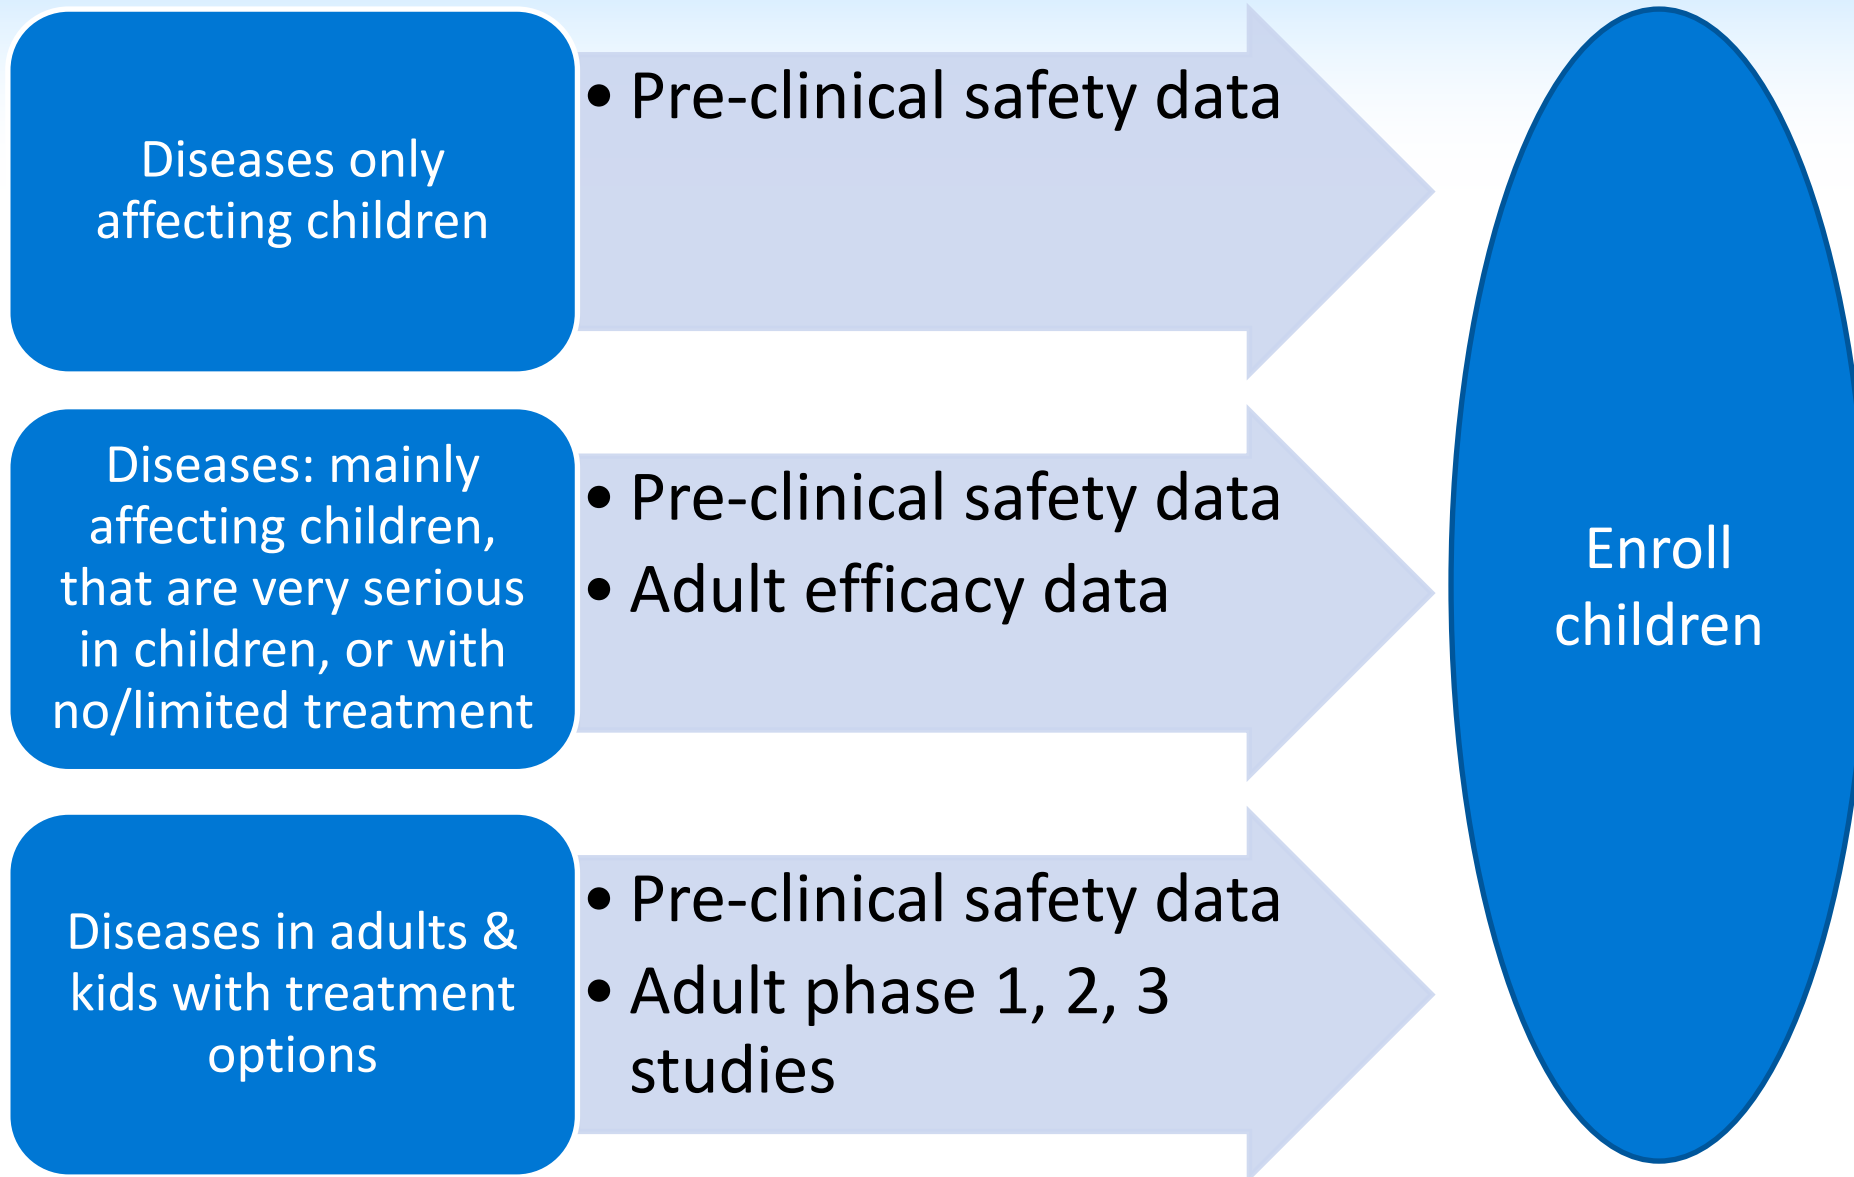 Diseases only
affecting children
• Pre-clinical safety data
Diseases: mainly
affecting children,
that are very serious
in children, or with
no/limited treatment
• Pre-clinical safety data
• Adult efficacy data
Diseases in adults &
kids with treatment
options
• Pre-clinical safety data
• Adult phase 1, 2, 3
studies
Enroll
children